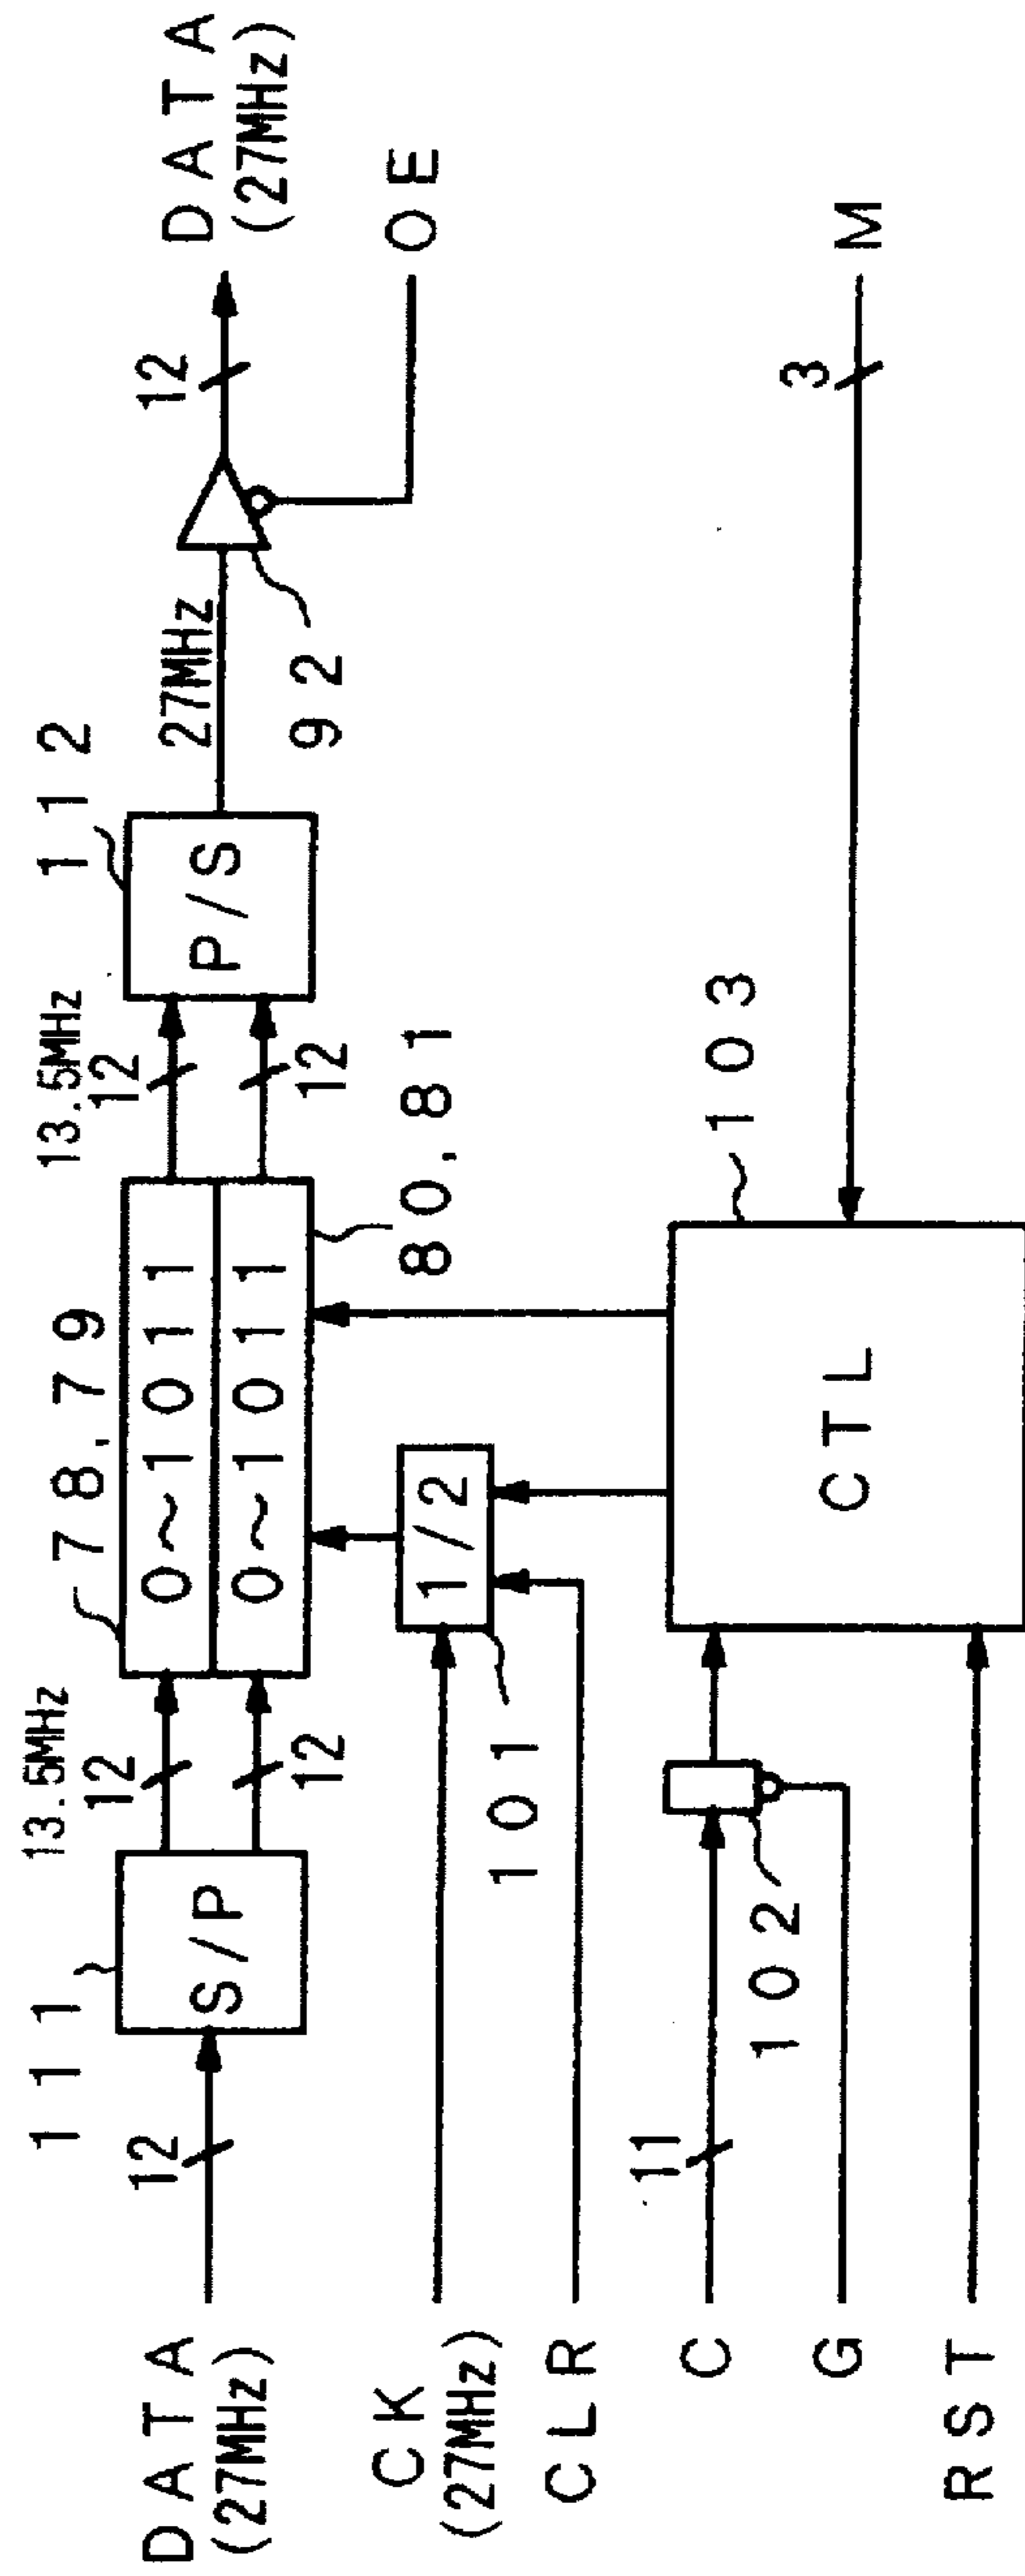 DATA
(27MHz)
12
111
S/P
13.5MHz
12
12
78, 79
0~1011
0~1011
80, 81
13.5MHz
12
12
112
P/S
27MHz
92
12
DATA
(27MHz)
OE
CK
(27MHz)
CLR
1/2
101
C
11
102
G
RST
CTL
103
3
M